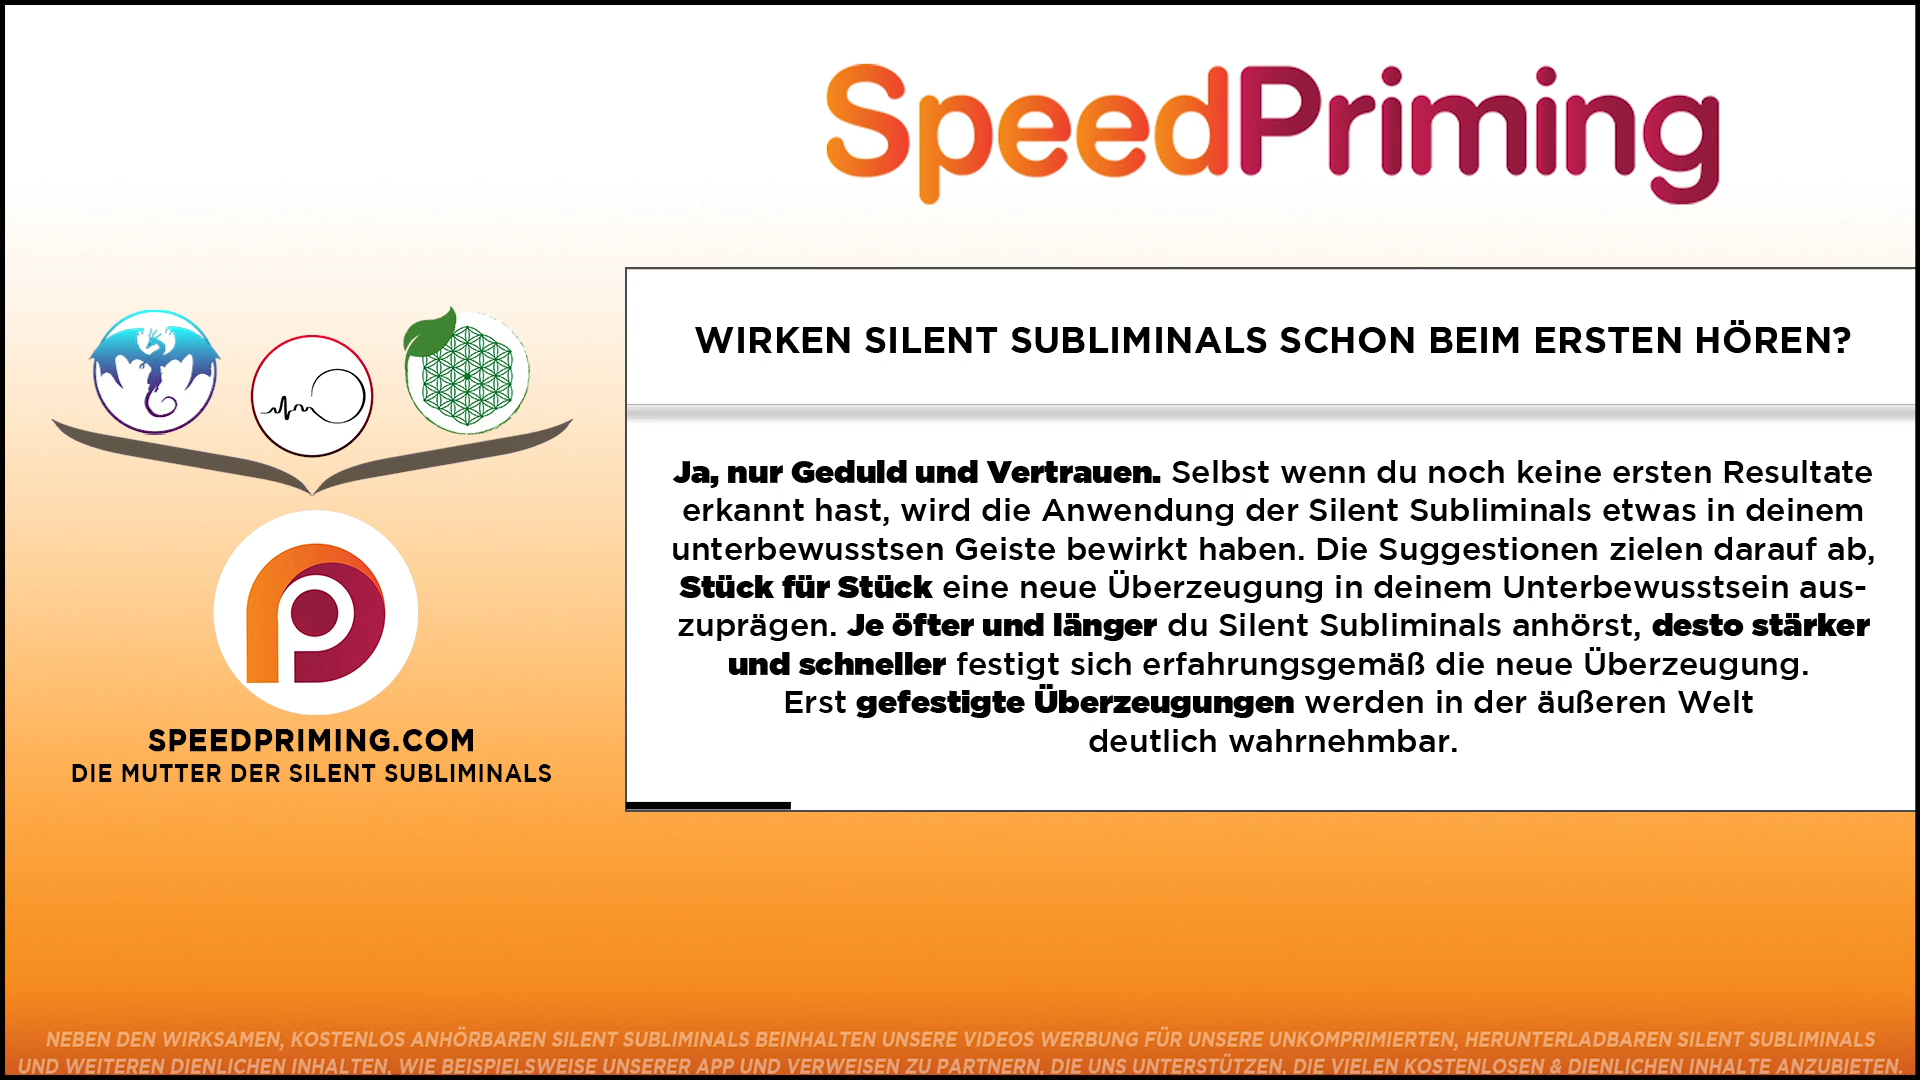 SpeedPriming
WIRKEN SILENT SUBLIMINALS SCHON BEIM ERSTEN HÖREN?
Ja, nur Geduld und Vertrauen. Selbst wenn du noch keine ersten Resultate
erkannt hast, wird die Anwendung der Silent Subliminals etwas in deinem
unterbewusstsen Geiste bewirkt haben. Die Suggestionen zielen darauf ab,
Stück für Stück eine neue Überzeugung in deinem Unterbewusstsein aus-
zuprägen. Je öfter und länger du Silent Subliminals anhörst, desto stärker
und schneller festigt sich erfahrungsgemäß die neue Überzeugung.
Erst gefestigte Überzeugungen werden in der äußeren Welt
deutlich wahrnehmbar.
SPEEDPRIMING.COM
DIE MUTTER DER SILENT SUBLIMINALS
NEBEN DEN WIRKSAMEN, KOSTENLOS ANHÖRBAREN SILENT SUBLIMINALS BEINHALTEN UNSERE VIDEOS WERBUNG FÜR UNSERE UNKOMPRIMIERTEN, HERUNTERLADBAREN SILENT SUBLIMINALS
UND WEITEREN DIENLICHEN INHALTEN, WIE BEISPIELSWEISE UNSERER APP UND VERWEISEN ZU PARTNERN, DIE UNS UNTERSTÜTZEN, DIE VIELEN KOSTENLOSEN & DIENLICHEN INHALTE ANZUBIETEN.